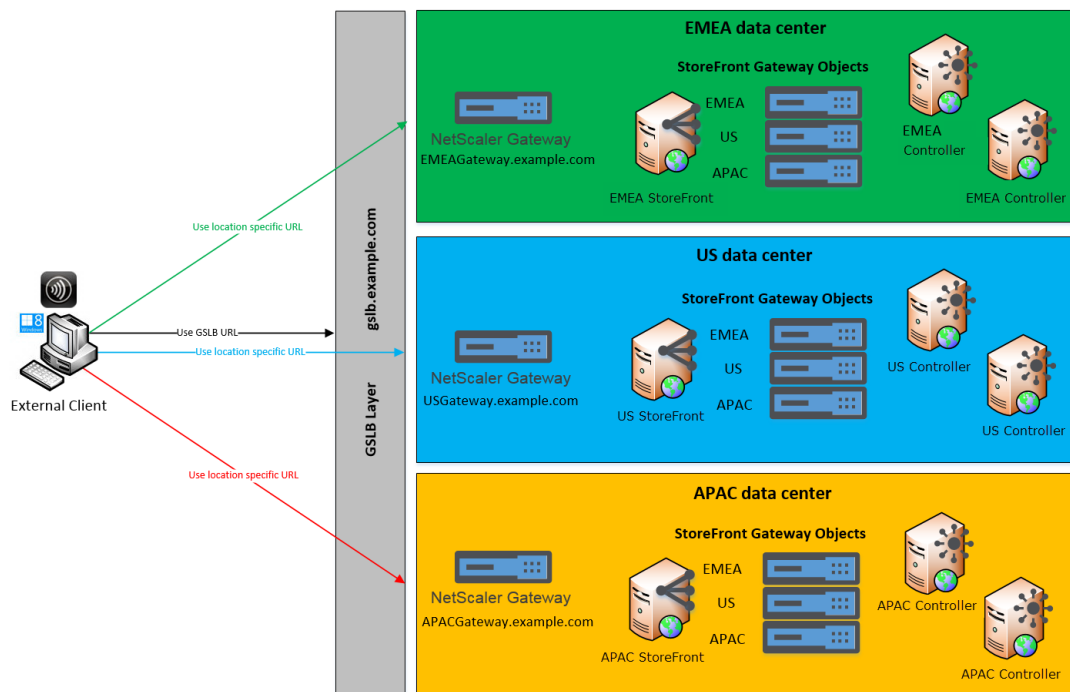 EMEA data center
StoreFront Gateway Objects
EMEA
US
APAC
NetScaler Gateway
EMEAGateway.example.com
EMEA StoreFront
EMEA
Controller
EMEA Controller
US data center
StoreFront Gateway Objects
EMEA
US
APAC
NetScaler Gateway
USGateway.example.com
US StoreFront
US Controller
US Controller
APAC data center
StoreFront Gateway Objects
EMEA
US
APAC
NetScaler Gateway
APACGateway.example.com
APAC StoreFront
APAC Controller
APAC Controller
gslb.example.com
GSLB Layer
Use location specific URL
Use GSLB URL
Use location specific URL
Use location specific URL
8
Windows
External Client